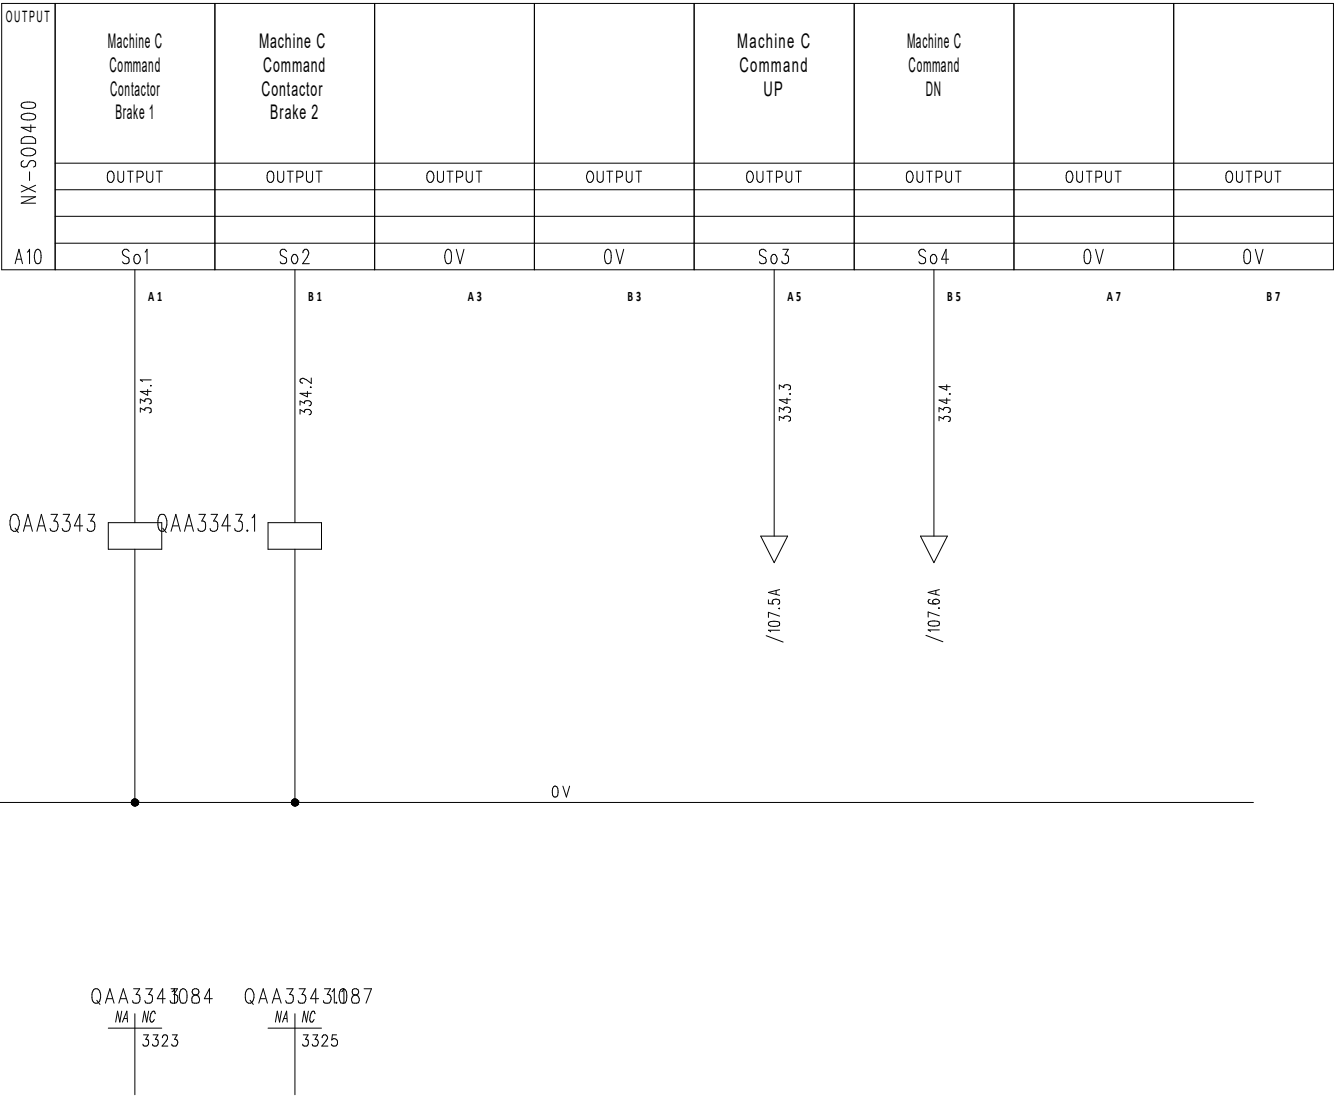 OUTPUT
NX-SOD400
A10
Machine C
Command
Contactor
Brake 1
Machine C
Command
Contactor
Brake 2
Machine C
Command
UP
Machine C
Command
DN
OUTPUT OUTPUT OUTPUT OUTPUT OUTPUT OUTPUT OUTPUT OUTPUT
So1 So2 0V 0V So3 So4 0V 0V
A1 B1 A3 B3 A5 B5 A7 B7
334.1
334.2
334.3
334.4
QAA3343
QAA3343.1
/107.5A
/107.6A
0V
NA NC
NA NC
3323
3325